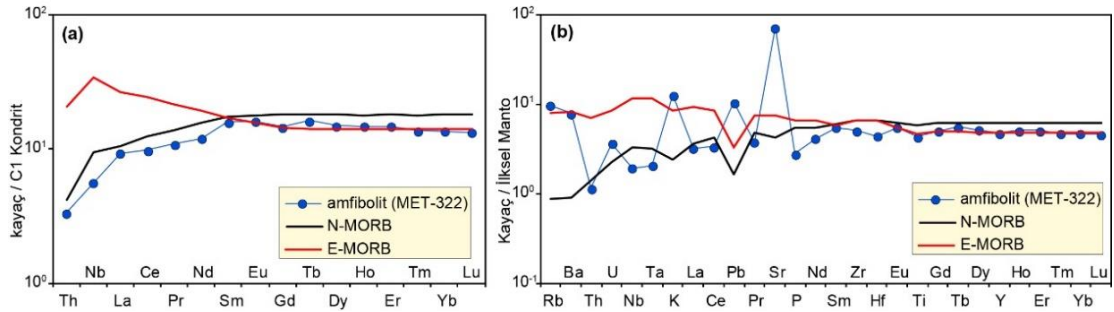 (a)
10²
10¹
10⁰
kayaç / C1 Kondrit
amfibolit (MET-322)
N-MORB
E-MORB
Nb Ce Nd Eu Tb Ho Tm Lu
Th La Pr Sm Gd Dy Er Yb
(b)
10²
10¹
10⁰
10⁻¹
Kayaç / İlksel Manto
amfibolit (MET-322)
N-MORB
E-MORB
Ba U Ta La Pb Sr Nd Zr Eu Gd Dy Ho Tm Lu
Rb Th Nb K Ce Pr P Sm Hf Ti Tb Y Er Yb